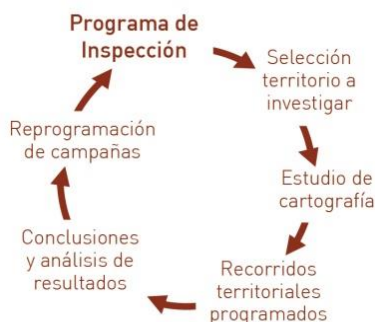 Programa de
Inspección
Selección
territorio a
investigar
Estudio de
cartografía
Recorridos
territoriales
programados
Conclusiones
y análisis de
resultados
Reprogramación
de campañas